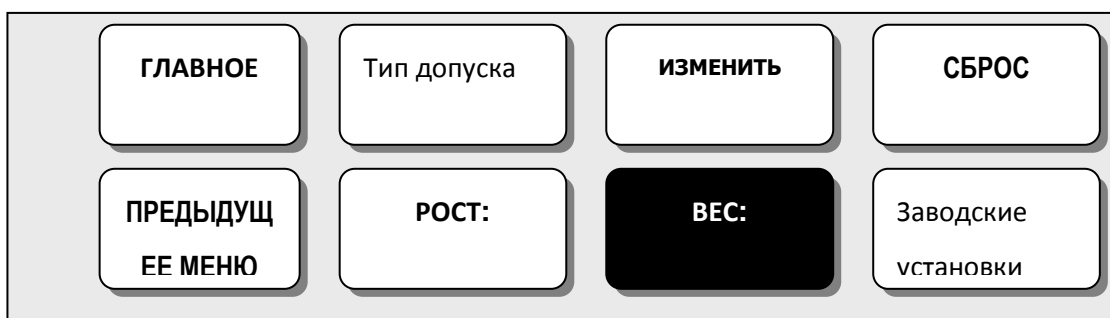 ГЛАВНОЕ
Тип допуска
ИЗМЕНИТЬ
СБРОС
ПРЕДЫДУЩ
ЕЕ МЕНЮ
РОСТ:
ВЕС:
Заводские
установки